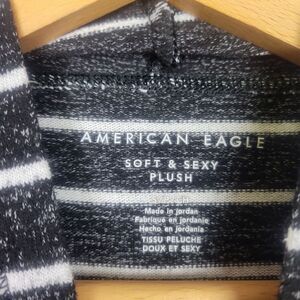 AMERICAN EAGLE
SOFT & SEXY
PLUSH
Made in Jordan
Fabriqué en Jordanie
Hecho en Jordania
TISSU PELUCHE
DOUX ET SEXY